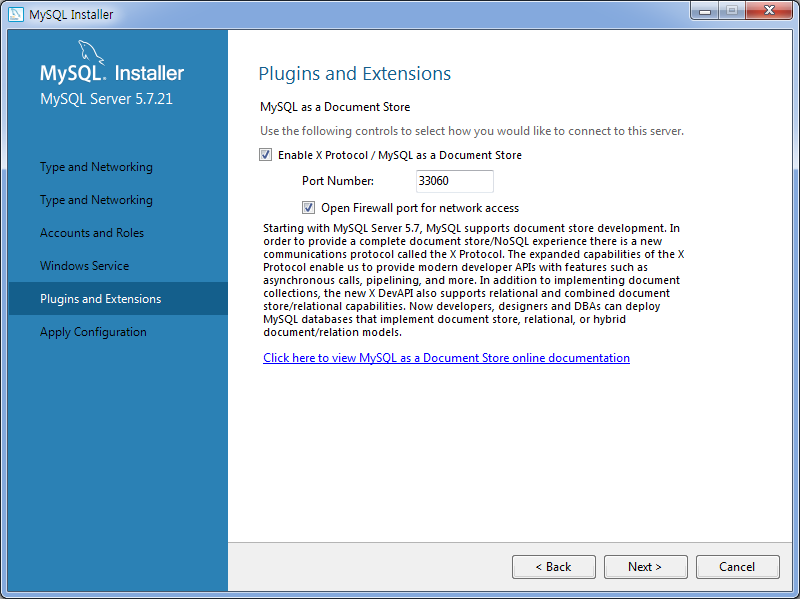 MySQL Installer
MySQL. Installer
MySQL Server 5.7.21
Type and Networking
Type and Networking
Accounts and Roles
Windows Service
Plugins and Extensions
Apply Configuration
Plugins and Extensions
MySQL as a Document Store
Use the following controls to select how you would like to connect to this server.
Enable X Protocol / MySQL as a Document Store
Port Number: 33060
Open Firewall port for network access
Starting with MySQL Server 5.7, MySQL supports document store development. In
order to provide a complete document store/NoSQL experience there is a new
communications protocol called the X Protocol. The expanded capabilities of the X
Protocol enable us to provide modern developer APIs with features such as
asynchronous calls, pipelining, and more. In addition to implementing document
collections, the new X DevAPI also supports relational and combined document
store/relational capabilities. Now developers, designers and DBAs can deploy
MySQL databases that implement document store, relational, or hybrid
document/relation models.
Click here to view MySQL as a Document Store online documentation
< Back Next > Cancel